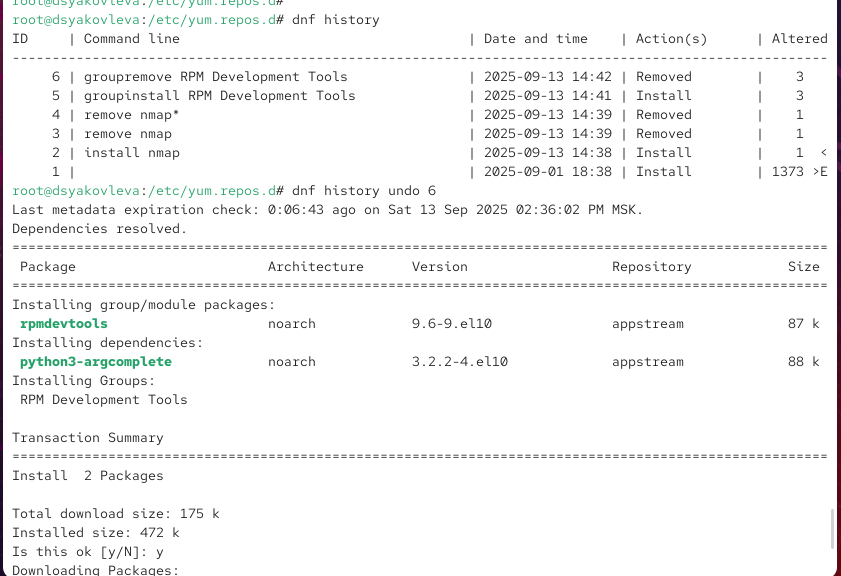 root@dsyakovleva:/etc/yum.repos.d#
root@dsyakovleva:/etc/yum.repos.d# dnf history
ID     | Command line                                    | Date and time    | Action(s)      | Altered
-------------------------------------------------------------------------------------------------------
     6 | groupremove RPM Development Tools               | 2025-09-13 14:42 | Removed        |    3
     5 | groupinstall RPM Development Tools              | 2025-09-13 14:41 | Install        |    3
     4 | remove nmap*                                    | 2025-09-13 14:39 | Removed        |    1
     3 | remove nmap                                     | 2025-09-13 14:39 | Removed        |    1
     2 | install nmap                                    | 2025-09-13 14:38 | Install        |    1  <
     1 |                                                 | 2025-09-01 18:38 | Install        | 1373 >E
root@dsyakovleva:/etc/yum.repos.d# dnf history undo 6
Last metadata expiration check: 0:06:43 ago on Sat 13 Sep 2025 02:36:02 PM MSK.
Dependencies resolved.
=======================================================================================================
 Package                       Architecture      Version                  Repository            Size
=======================================================================================================
Installing group/module packages:
 rpmdevtools                   noarch            9.6-9.el10               appstream             87 k
Installing dependencies:
 python3-argcomplete           noarch            3.2.2-4.el10             appstream             88 k
Installing Groups:
 RPM Development Tools
Transaction Summary
=======================================================================================================
Install  2 Packages
Total download size: 175 k
Installed size: 472 k
Is this ok [y/N]: y
Downloading Packages: